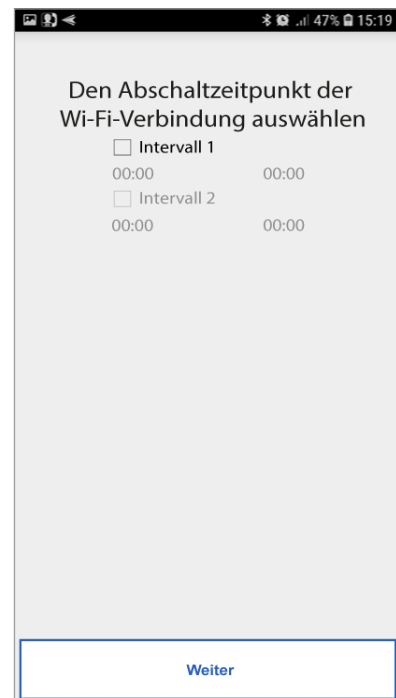 47% 15:19
Den Abschaltzeitpunkt der
Wi-Fi-Verbindung auswählen
Intervall 1
00:00 00:00
Intervall 2
00:00 00:00
Weiter